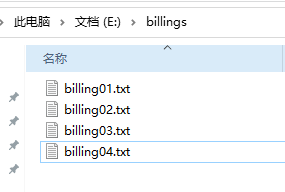 此电脑 > 文档 (E:) > billings
名称
billing01.txt
billing02.txt
billing03.txt
billing04.txt